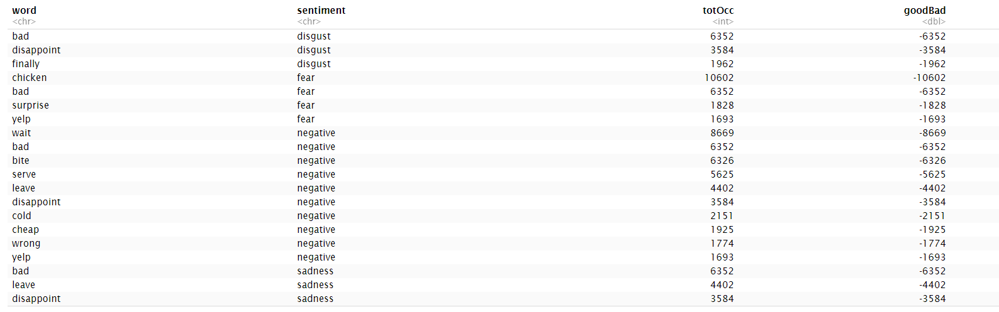 word sentiment totOcc goodBad
<chr> <chr> <int> <dbl>
bad disgust 6352 -6352
disappoint disgust 3584 -3584
finally disgust 1962 -1962
chicken fear 10602 -10602
bad fear 6352 -6352
surprise fear 1828 -1828
yelp fear 1693 -1693
wait negative 8669 -8669
bad negative 6352 -6352
bite negative 6326 -6326
serve negative 5625 -5625
leave negative 4402 -4402
disappoint negative 3584 -3584
cold negative 2151 -2151
cheap negative 1925 -1925
wrong negative 1774 -1774
yelp negative 1693 -1693
bad sadness 6352 -6352
leave sadness 4402 -4402
disappoint sadness 3584 -3584